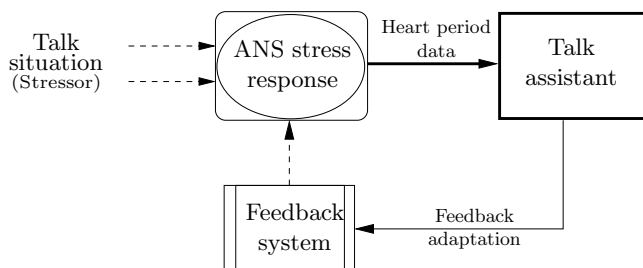 Talk
situation
(Stressor)
ANS stress
response
Heart period
data
Talk
assistant
Feedback
system
Feedback
adaptation